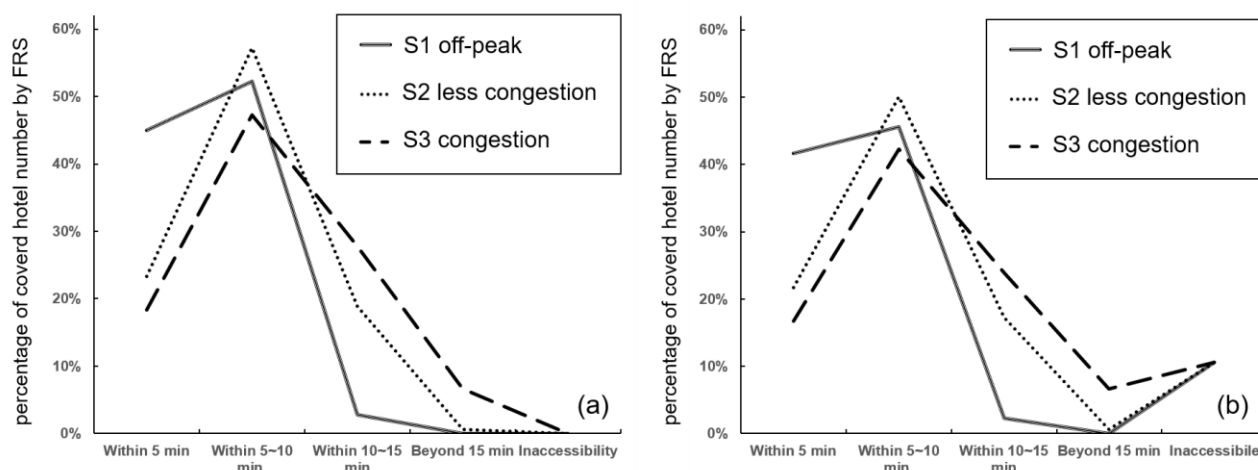 percentage of coverd hotel number by FRS
60%
50%
40%
30%
20%
10%
0%
S1 off-peak
S2 less congestion
S3 congestion
(a)
Within 5 min
Within 5~10 min
Within 10~15 min
Beyond 15 min
Inaccessibility
percentage of coverd hotel number by FRS
60%
50%
40%
30%
20%
10%
0%
S1 off-peak
S2 less congestion
S3 congestion
(b)
Within 5 min
Within 5~10 min
Within 10~15 min
Beyond 15 min
Inaccessibile